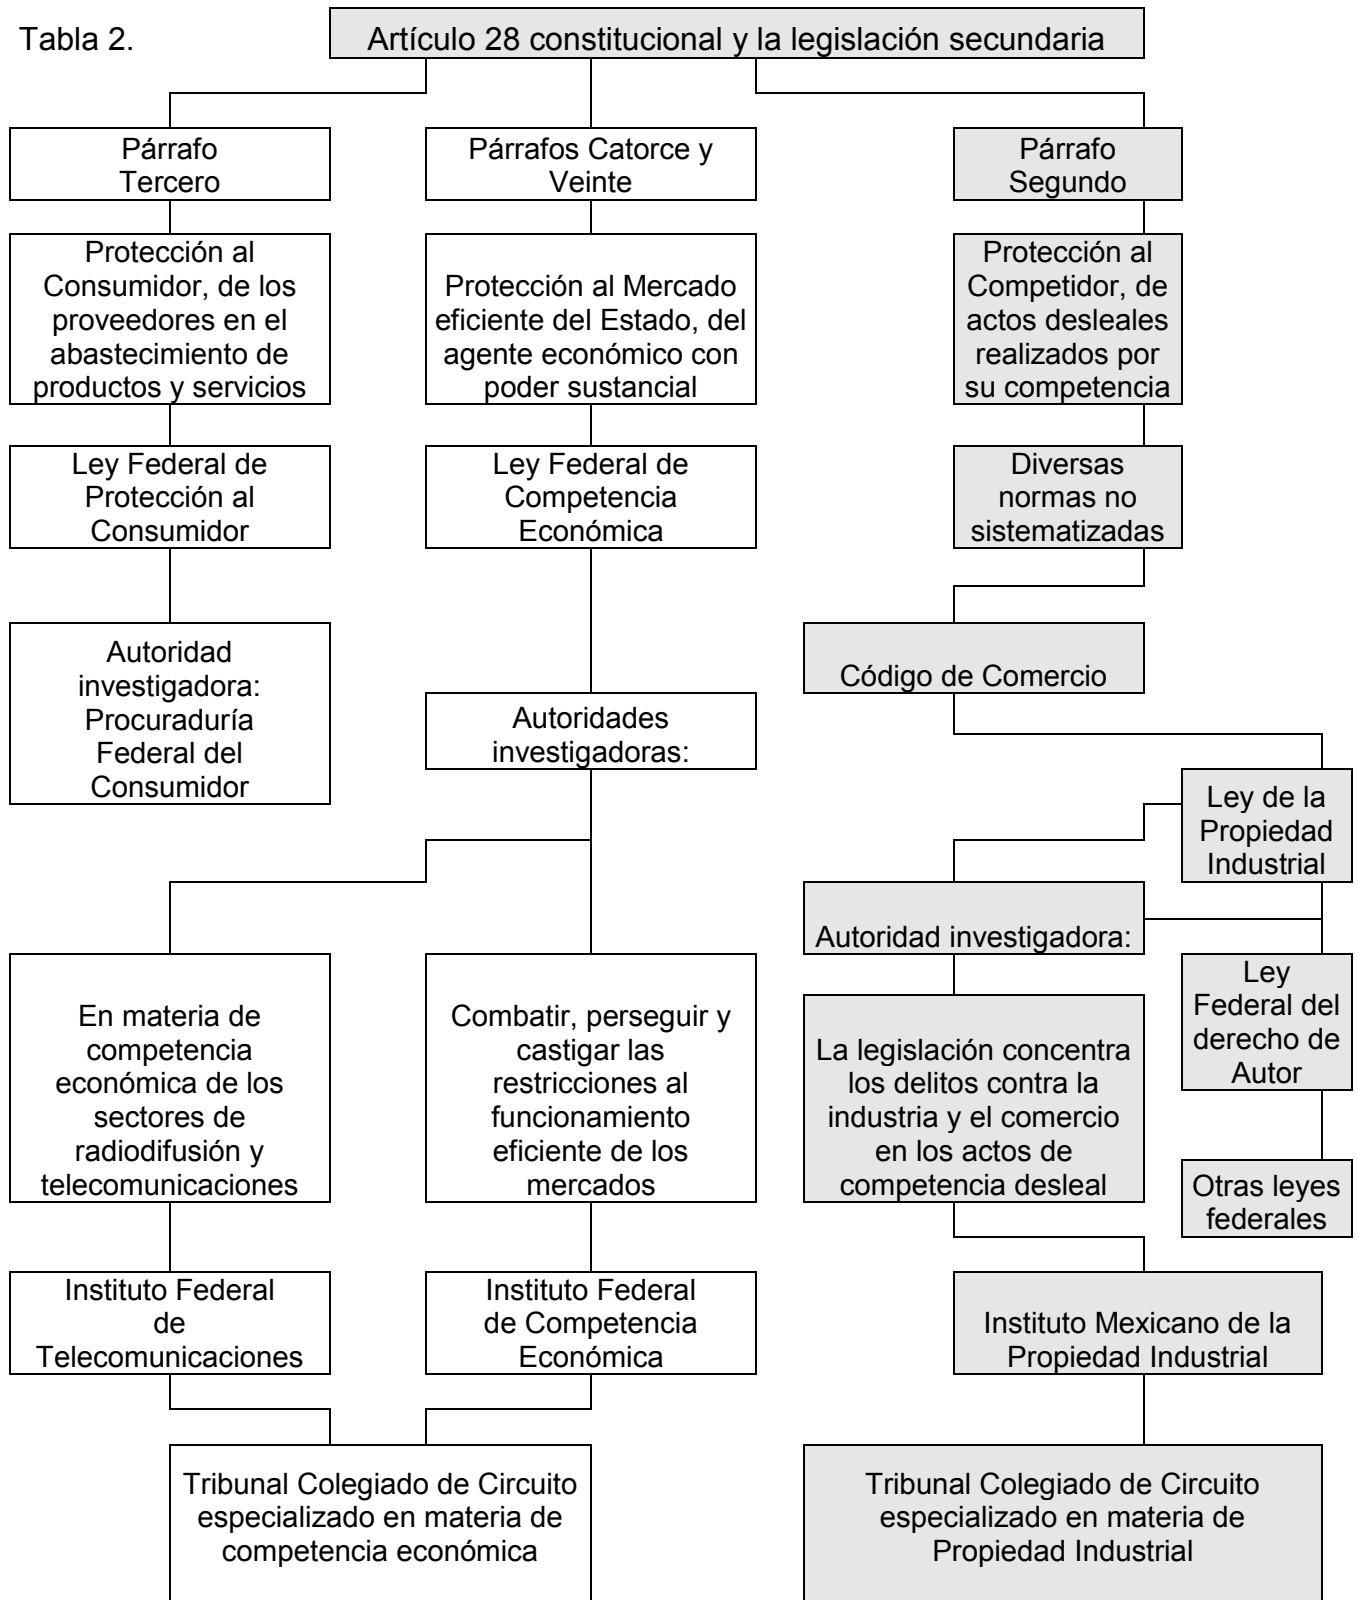 Tabla 2.
Artículo 28 constitucional y la legislación secundaria
Párrafo
Tercero
Párrafos Catorce y
Veinte
Párrafo
Segundo
Protección al
Consumidor, de los
proveedores en el
abastecimiento de
productos y servicios
Protección al Mercado
eficiente del Estado, del
agente económico con
poder sustancial
Protección al
Competidor, de
actos desleales
realizados por
su competencia
Ley Federal de
Protección al
Consumidor
Ley Federal de
Competencia
Económica
Diversas
normas no
sistematizadas
Autoridad
investigadora:
Procuraduría
Federal del
Consumidor
Autoridades
investigadoras:
Código de Comercio
Ley de la
Propiedad
Industrial
Autoridad investigadora:
Ley
Federal del
derecho de
Autor
En materia de
competencia
económica de los
sectores de
radiodifusión y
telecomunicaciones
Combatir, perseguir y
castigar las
restricciones al
funcionamiento
eficiente de los
mercados
La legislación concentra
los delitos contra la
industria y el comercio
en los actos de
competencia desleal
Otras leyes
federales
Instituto Federal
de
Telecomunicaciones
Instituto Federal
de Competencia
Económica
Instituto Mexicano de la
Propiedad Industrial
Tribunal Colegiado de Circuito
especializado en materia de
competencia económica
Tribunal Colegiado de Circuito
especializado en materia de
Propiedad Industrial